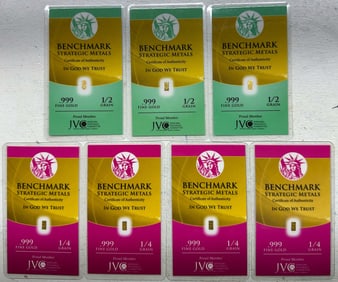 BENCHMARK
STRATEGIC METALS
Certificate of Authenticity
IN GOD WE TRUST
.999 1/2
FINE GOLD GRAIN
Proud Member
JVC
BENCHMARK
STRATEGIC METALS
Certificate of Authenticity
IN GOD WE TRUST
.999 1/2
FINE GOLD GRAIN
Proud Member
JVC
BENCHMARK
STRATEGIC METALS
Certificate of Authenticity
IN GOD WE TRUST
.999 1/2
FINE GOLD GRAIN
Proud Member
JVC
BENCHMARK
STRATEGIC METALS
Certificate of Authenticity
IN GOD WE TRUST
.999 1/4
FINE GOLD GRAIN
Proud Member
JVC
BENCHMARK
STRATEGIC METALS
Certificate of Authenticity
IN GOD WE TRUST
.999 1/4
FINE GOLD GRAIN
Proud Member
JVC
BENCHMARK
STRATEGIC METALS
Certificate of Authenticity
IN GOD WE TRUST
.999 1/4
FINE GOLD GRAIN
Proud Member
JVC
BENCHMARK
STRATEGIC METALS
Certificate of Authenticity
IN GOD WE TRUST
.999 1/4
FINE GOLD GRAIN
Proud Member
JVC